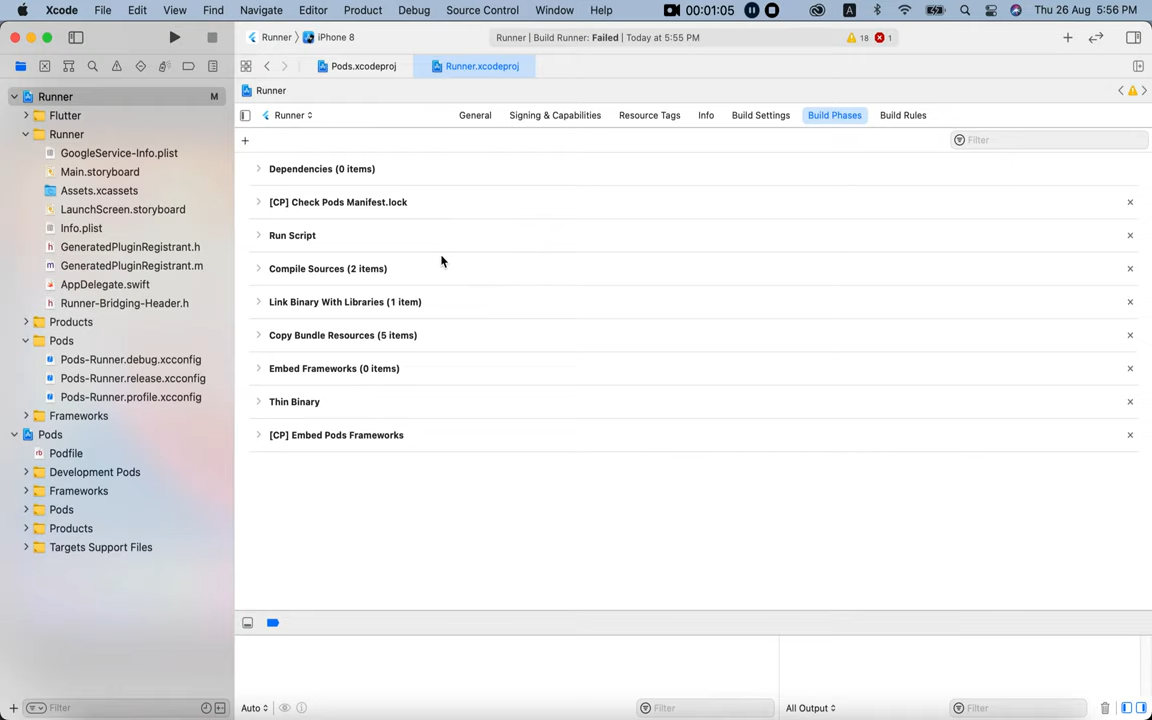 Xcode File Edit View Find Navigate Editor Product Debug Source Control Window Help 00:01:05 A Thu 26 Aug 5:56 PM
Runner iPhone 8 Runner | Build Runner: Failed | Today at 5:55 PM 18 1
Pods.xcodeproj Runner.xcodeproj
Runner M
Runner
Flutter
Runner General Signing & Capabilities Resource Tags Info Build Settings Build Phases Build Rules
Runner
Filter
GoogleService-Info.plist
Main.storyboard
Dependencies (0 items)
Assets.xcassets
LaunchScreen.storyboard
[CP] Check Pods Manifest.lock
Info.plist
Run Script
GeneratedPluginRegistrant.h
GeneratedPluginRegistrant.m
Compile Sources (2 items)
AppDelegate.swift
Runner-Bridging-Header.h
Link Binary With Libraries (1 item)
Products
Copy Bundle Resources (5 items)
Pods
Pods-Runner.debug.xcconfig
Embed Frameworks (0 items)
Pods-Runner.release.xcconfig
Pods-Runner.profile.xcconfig
Thin Binary
Frameworks
Pods
[CP] Embed Pods Frameworks
Podfile
Development Pods
Frameworks
Pods
Products
Targets Support Files
Filter Auto Filter All Output Filter